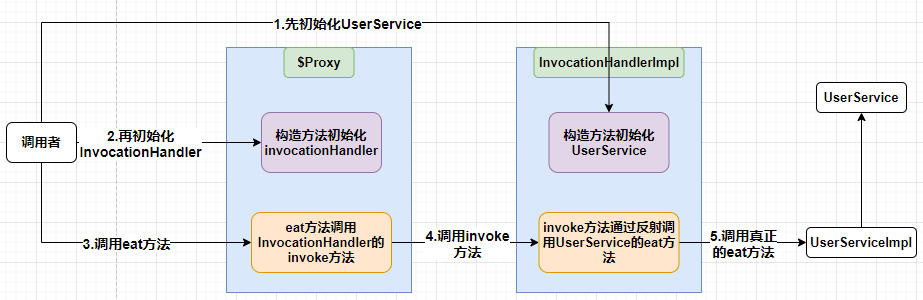 1.先初始化UserService
$Proxy
InvocationHandlerImpl
UserService
调用者
2.再初始化
InvocationHandler
构造方法初始化
invocationHandler
构造方法初始化
UserService
3.调用eat方法
eat方法调用
InvocationHandler的
invoke方法
4.调用invoke
方法
invoke方法通过反射调
用UserService的eat方
法
5.调用真正
的eat方法
UserServiceImpl